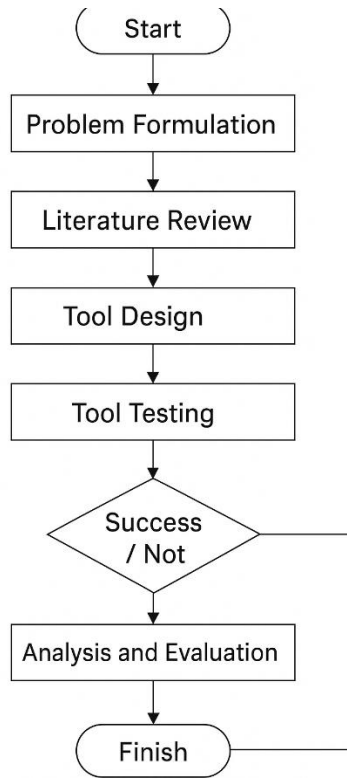 Start
Problem Formulation
Literature Review
Tool Design
Tool Testing
Success
/ Not
Analysis and Evaluation
Finish